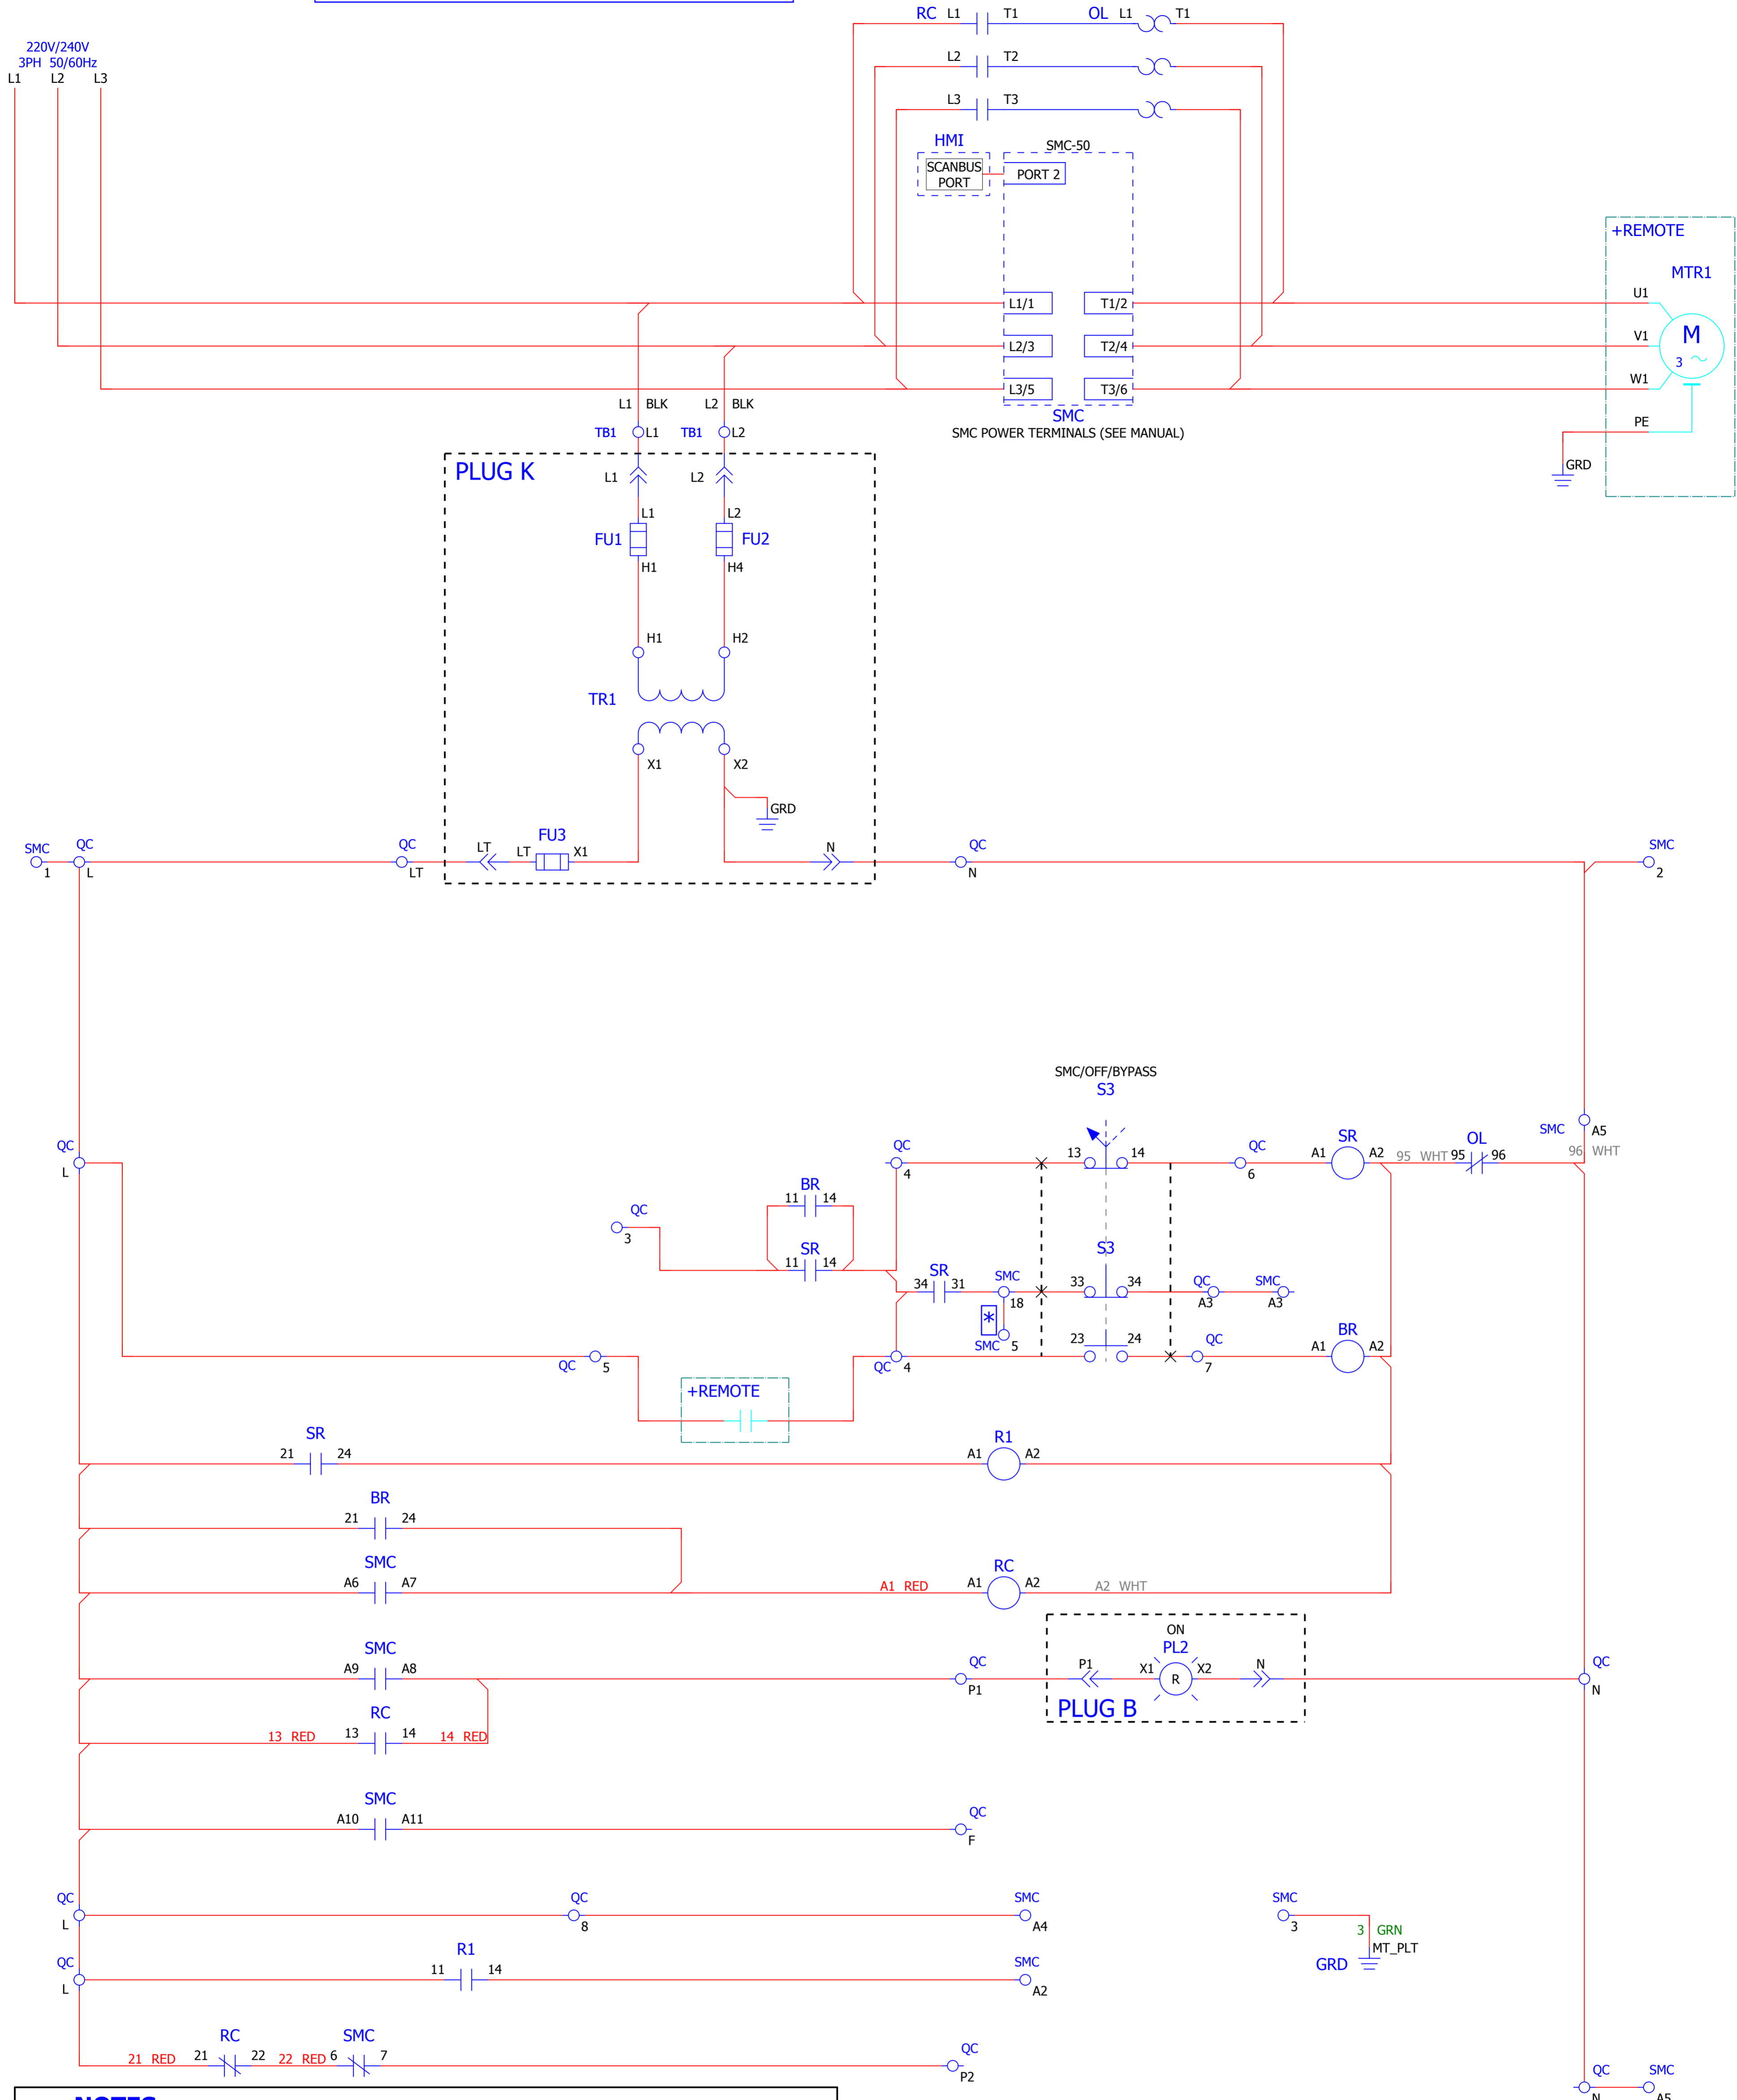 RC L1 T1 OL L1 T1
220V/240V
3PH 50/60Hz
L1 L2 L3
L2 T2
L3 T3
HMI
SMC-50
SCANBUS
PORT
PORT 2
+REMOTE
MTR1
L1/1 T1/2 U1
L2/3 T2/4 V1
M
3
L3/5 T3/6 W1
L1 BLK L2 BLK
SMC
PE
TB1 L1 TB1 L2
SMC POWER TERMINALS (SEE MANUAL)
GRD
PLUG K
L1 L2
L1 L2
FU1 FU2
H1 H4
H1 H2
TR1
X1 X2
GRD
FU3
SMC QC QC LT LT X1 N QC SMC
1 L LT N 2
SMC/OFF/BYPASS
S3
SMC A5
QC QC 13 14 QC SR OL
L 4 6 A1 A2 95 WHT 95 96 96 WHT
BR
11 14
QC
3
SR S3
11 14
SR
34 31 SMC 33 34 QC SMC
18 A3 A3
*
SMC 5
23 24 QC BR
QC 5 QC 4 7 A1 A2
+REMOTE
SR R1
21 24 A1 A2
BR
21 24
SMC RC
A6 A7 A1 RED A1 A2 A2 WHT
ON
SMC PL2
A9 A8 QC P1 X1 R X2 N QC
P1 N
PLUG B
RC
13 RED 13 14 14 RED
SMC
A10 A11 QC
F
QC QC SMC SMC
L 8 A4 3
3 GRN
R1 MT_PLT
QC 11 14 SMC GRD
L A2
RC SMC
21 RED 21 22 22 RED 6 7 QC
P2
QC SMC
N A5
NOTES